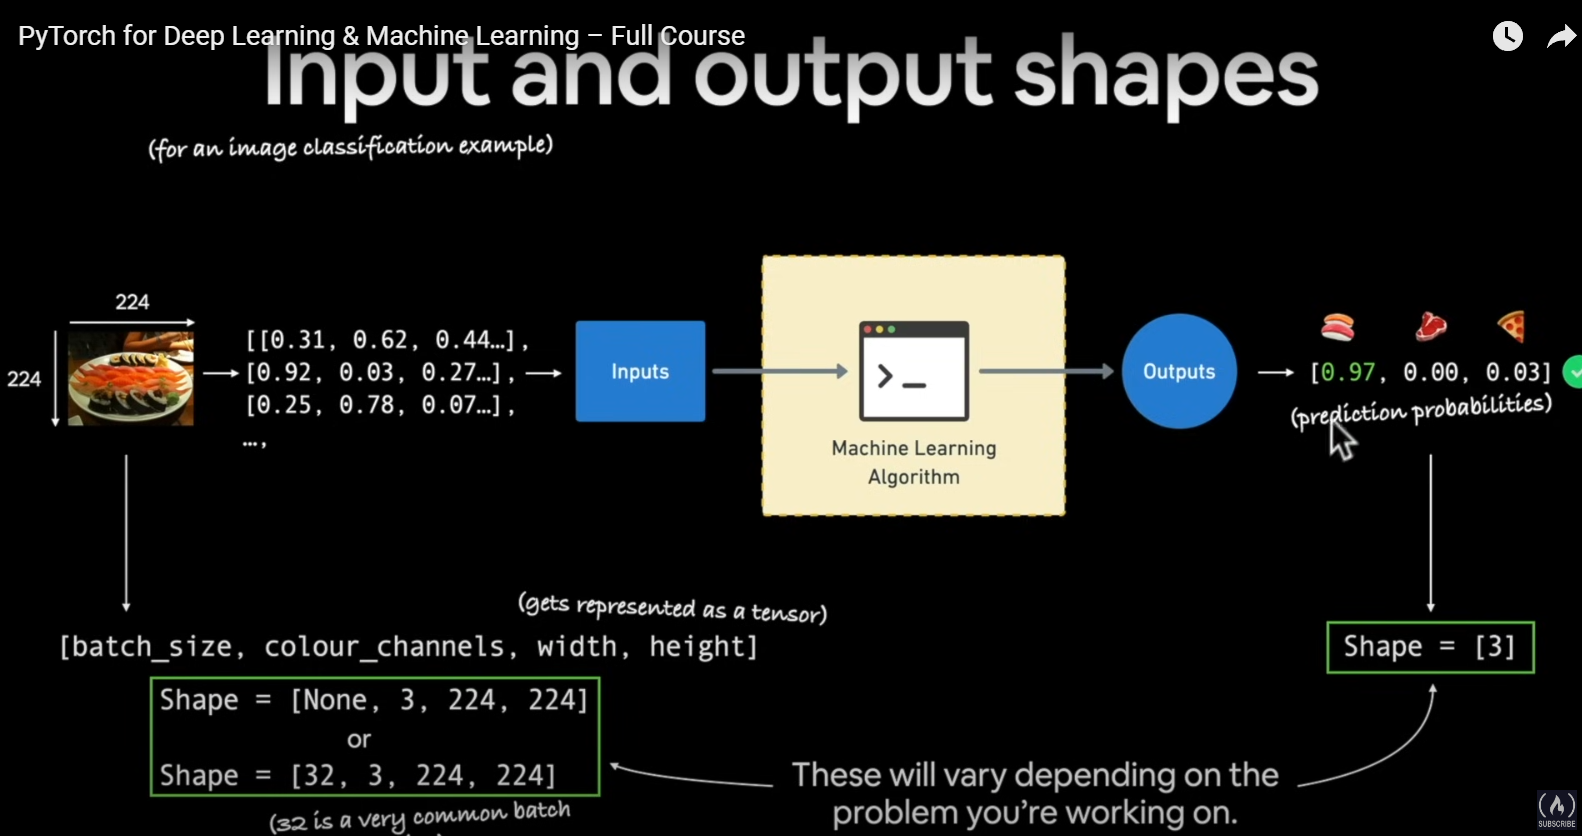 PyTorch for Deep Learning & Machine Learning – Full Course
Input and output shapes
(for an image classification example)
224
224
[[0.31, 0.62, 0.44…],
[0.92, 0.03, 0.27…],
[0.25, 0.78, 0.07…],
…,
Inputs
Machine Learning
Algorithm
Outputs
[0.97, 0.00, 0.03]
(prediction probabilities)
(gets represented as a tensor)
[batch_size, colour_channels, width, height]
Shape = [None, 3, 224, 224]
or
Shape = [32, 3, 224, 224]
(32 is a very common batch
Shape = [3]
These will vary depending on the
problem you’re working on.
SUBSCRIBE